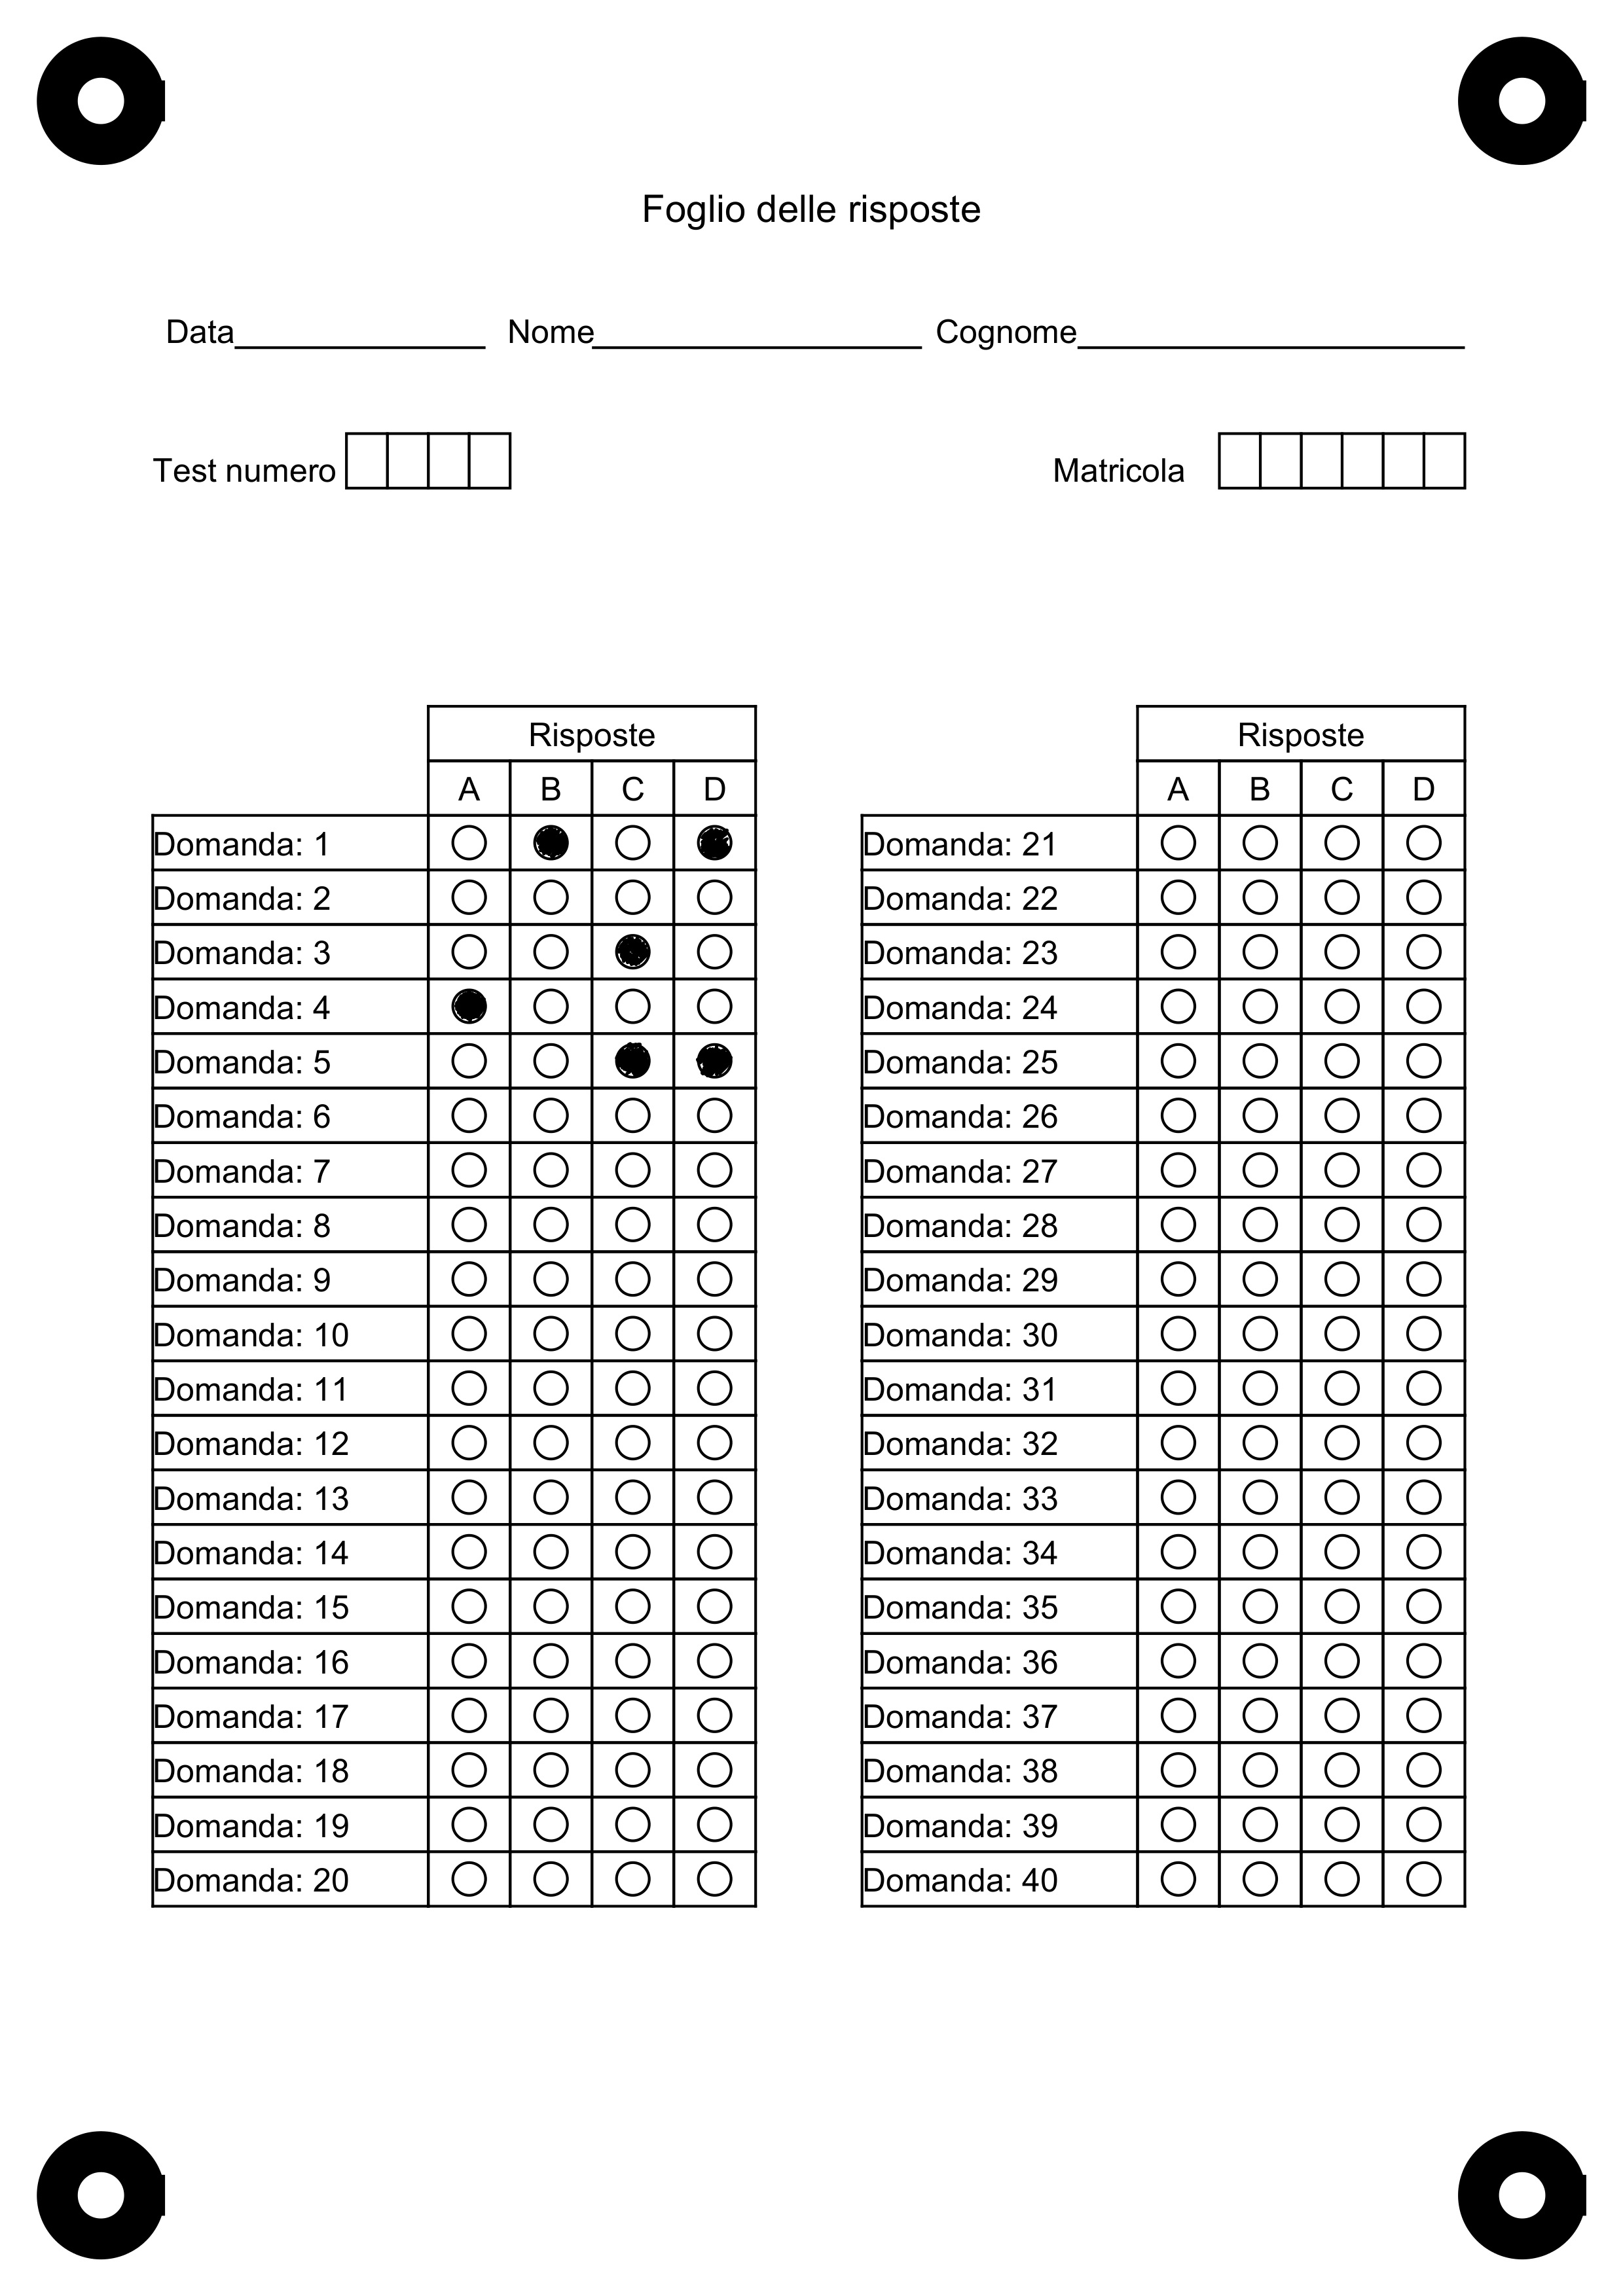 Foglio delle risposte
Data Nome Cognome
Test numero Matricola
Risposte
A B C D
Domanda: 1
Domanda: 2
Domanda: 3
Domanda: 4
Domanda: 5
Domanda: 6
Domanda: 7
Domanda: 8
Domanda: 9
Domanda: 10
Domanda: 11
Domanda: 12
Domanda: 13
Domanda: 14
Domanda: 15
Domanda: 16
Domanda: 17
Domanda: 18
Domanda: 19
Domanda: 20
Risposte
A B C D
Domanda: 21
Domanda: 22
Domanda: 23
Domanda: 24
Domanda: 25
Domanda: 26
Domanda: 27
Domanda: 28
Domanda: 29
Domanda: 30
Domanda: 31
Domanda: 32
Domanda: 33
Domanda: 34
Domanda: 35
Domanda: 36
Domanda: 37
Domanda: 38
Domanda: 39
Domanda: 40